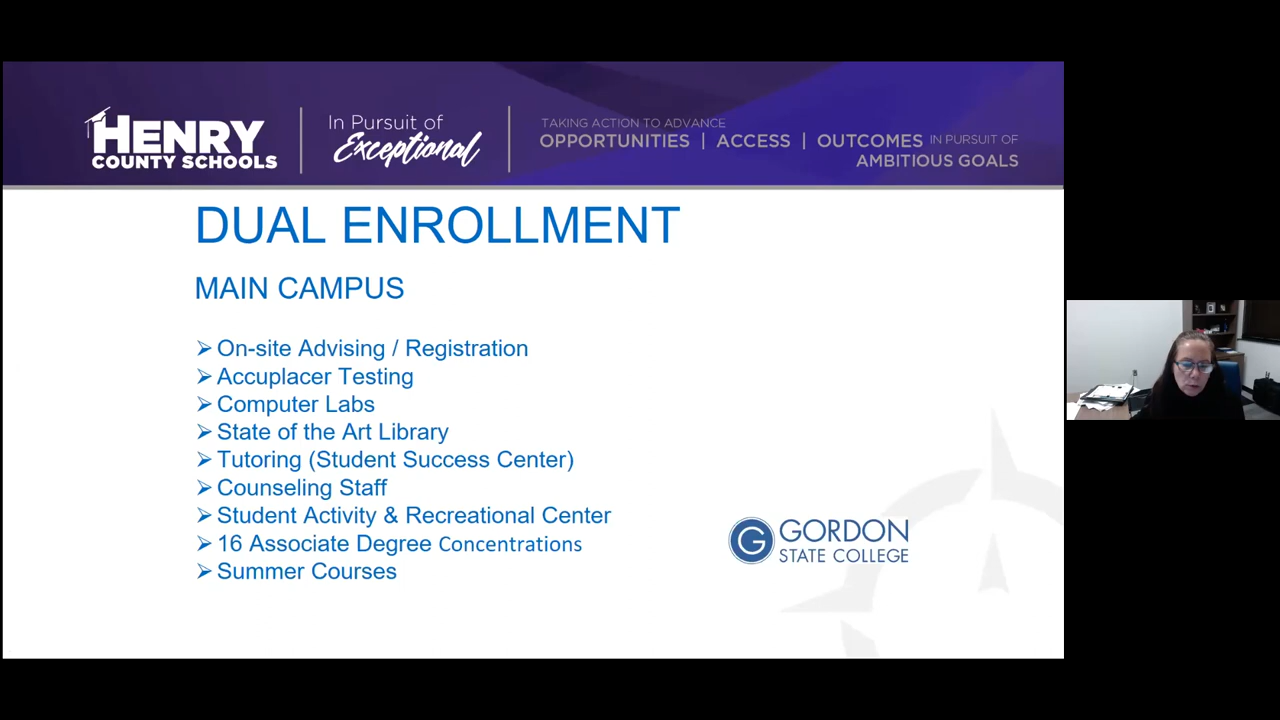 HENRY
COUNTY SCHOOLS
In Pursuit of
Exceptional
TAKING ACTION TO ADVANCE
OPPORTUNITIES | ACCESS | OUTCOMES IN PURSUIT OF
AMBITIOUS GOALS
DUAL ENROLLMENT
MAIN CAMPUS
⮚ On-site Advising / Registration
⮚ Accuplacer Testing
⮚ Computer Labs
⮚ State of the Art Library
⮚ Tutoring (Student Success Center)
⮚ Counseling Staff
⮚ Student Activity & Recreational Center
⮚ 16 Associate Degree Concentrations
⮚ Summer Courses
G GORDON
STATE COLLEGE